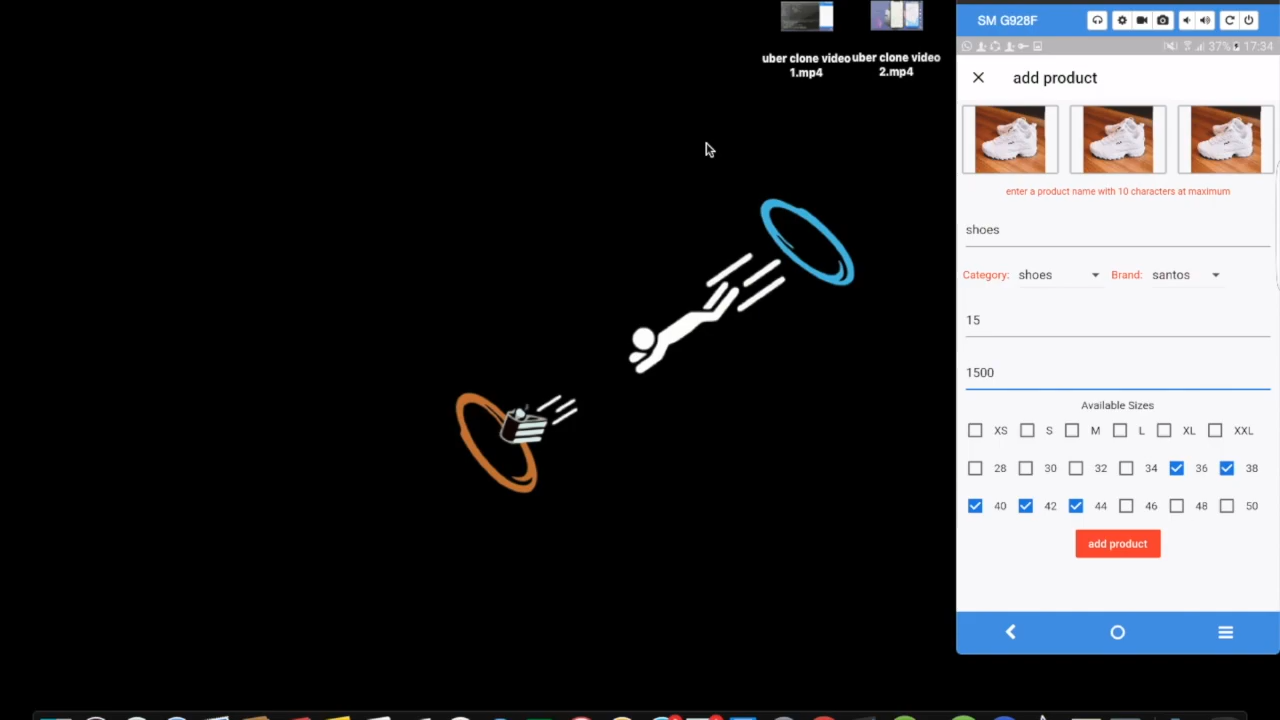 uber clone video
1.mp4
uber clone video
2.mp4
SM G928F
37% 17:34
add product
enter a product name with 10 characters at maximum
shoes
Category: shoes Brand: santos
15
1500
Available Sizes
XS S M L XL XXL
28 30 32 34 36 38
40 42 44 46 48 50
add product